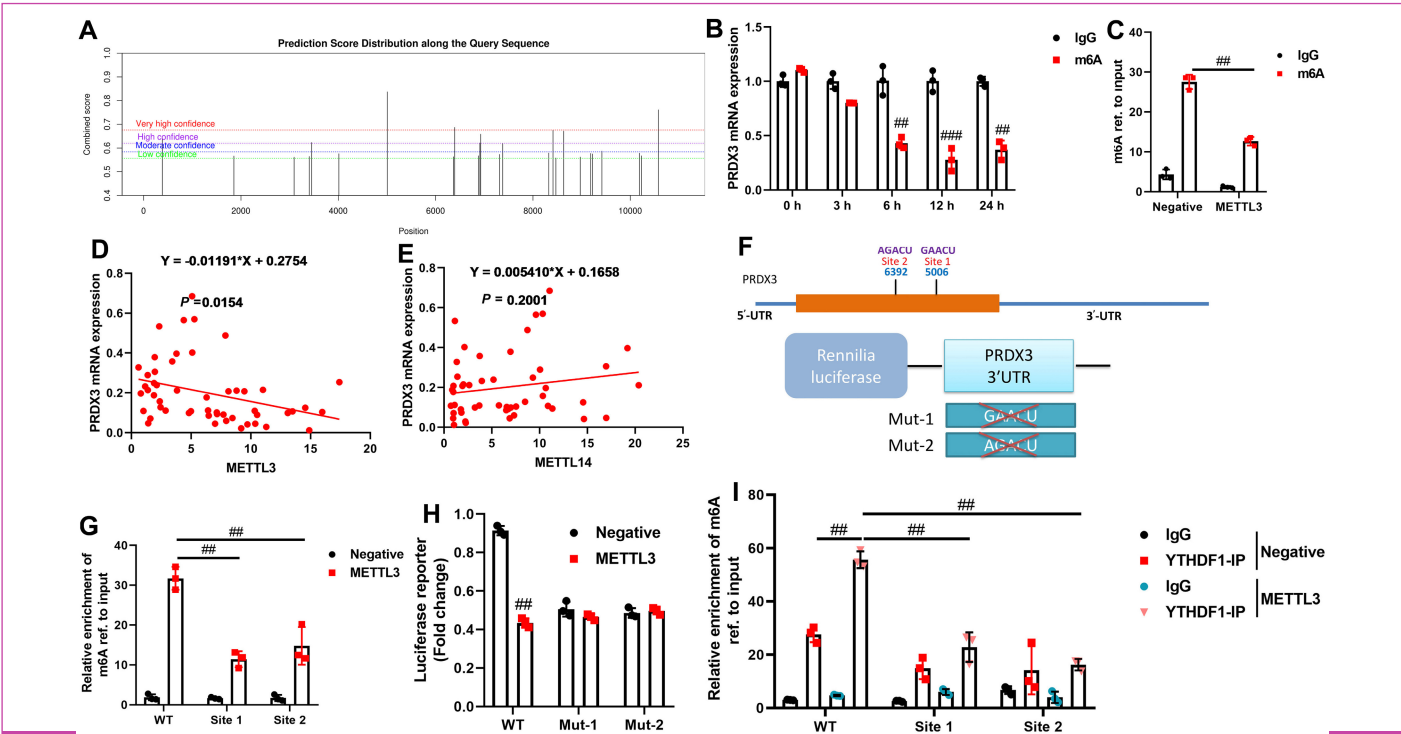 A
Prediction Score Distribution along the Query Sequence
Combined score
1.0
0.9
0.8
0.7
0.6
0.5
0.4
Very high confidence
High confidence
Moderate confidence
Low confidence
0 2000 4000 6000 8000 10000
Position
B
PRDX3 mRNA expression
1.5
1.0
0.5
0.0
IgG
m6A
## ### ##
0 h 3 h 6 h 12 h 24 h
C
m6A ref. to input
40
30
20
10
0
##
IgG
m6A
Negative METTL3
D
Y = -0.01191*X + 0.2754
P =0.0154
PRDX3 mRNA expression
0.8
0.6
0.4
0.2
0.0
0 5 10 15 20
METTL3
E
Y = 0.005410*X + 0.1658
P = 0.2001
PRDX3 mRNA expression
0.8
0.6
0.4
0.2
0.0
0 5 10 15 20 25
METTL14
F
AGACU GAACU
Site 2 Site 1
6392 5006
PRDX3
5′-UTR 3′-UTR
Rennilia
luciferase
PRDX3
3'UTR
Mut-1 GAACU
Mut-2 AGACU
G
Relative enrichment of
m6A ref. to input
40
30
20
10
0
##
##
Negative
METTL3
WT Site 1 Site 2
H
Luciferase reporter
(Fold change)
1.0
0.8
0.6
0.4
0.2
0.0
##
Negative
METTL3
WT Mut-1 Mut-2
I
Relative enrichment of m6A
ref. to input
80
60
40
20
0
##
## ##
IgG
YTHDF1-IP
Negative
IgG
YTHDF1-IP
METTL3
WT Site 1 Site 2